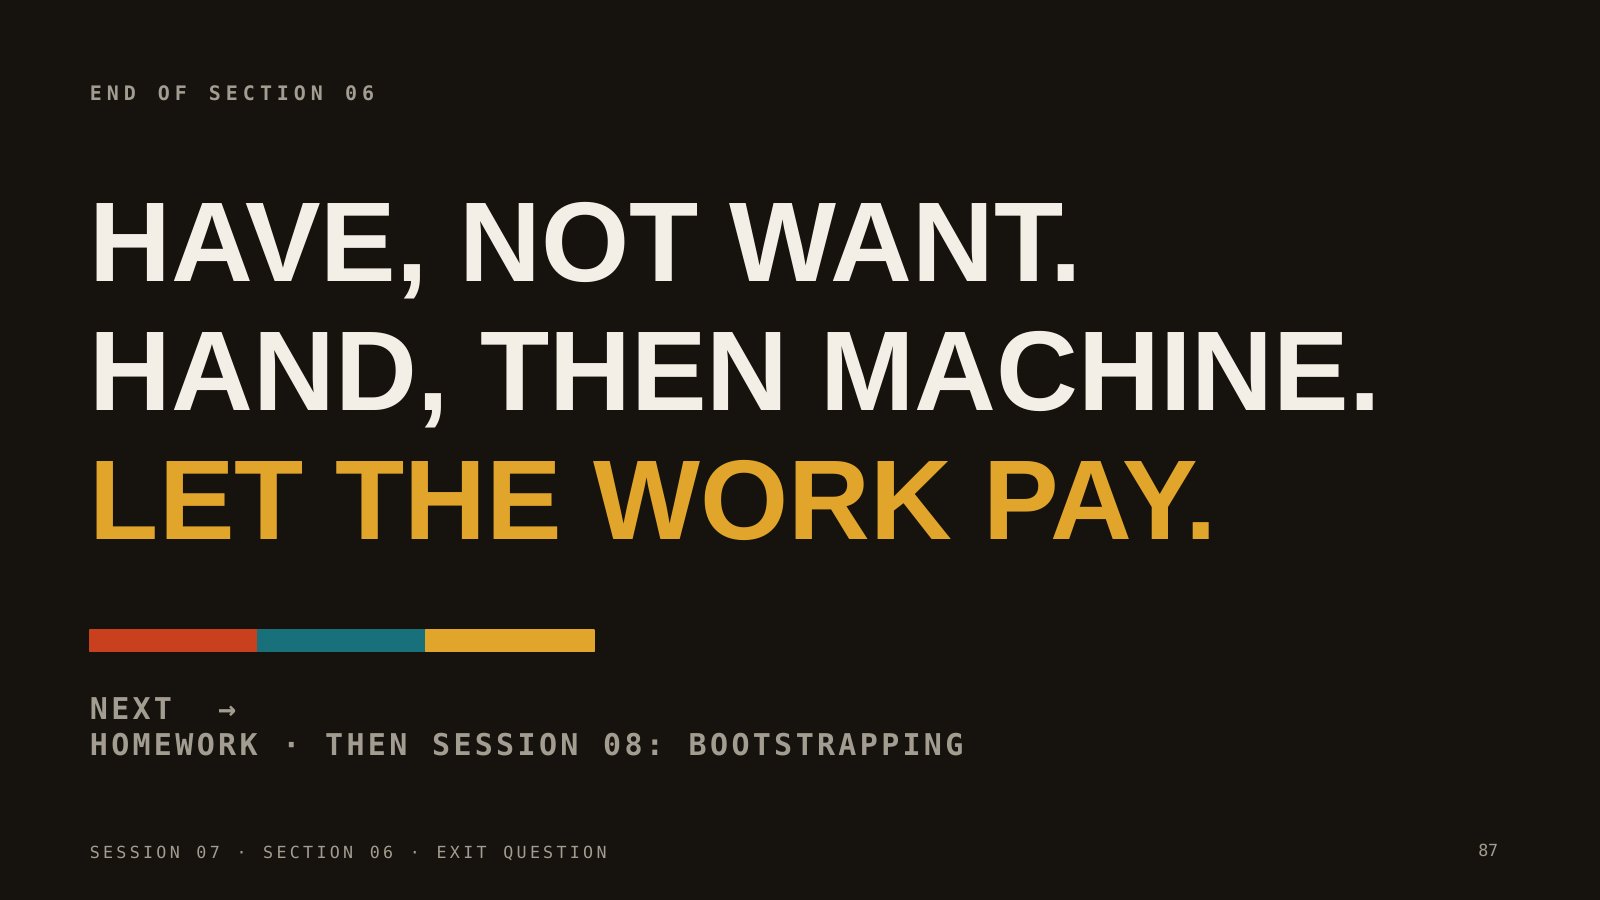 END OF SECTION 06
HAVE, NOT WANT.
HAND, THEN MACHINE.
LET THE WORK PAY.
NEXT →
HOMEWORK · THEN SESSION 08: BOOTSTRAPPING
SESSION 07 · SECTION 06 · EXIT QUESTION
87